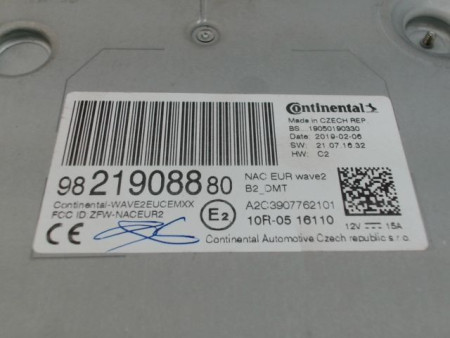 Continental
Made in CZECH REP.
BS...19050190330
Date: 2019-02-06
SW: 21.07.16.32
HW: C2
98 219088 80
NAC EUR wave2
B2_OMT
Continental-WAVE2EUCEMXX
FCC ID: ZPW-NACEUR2
E2
A2C3907762101
10R-05 16110
12V 15A
CE
Continental Automotive Czech republic s.r.o.